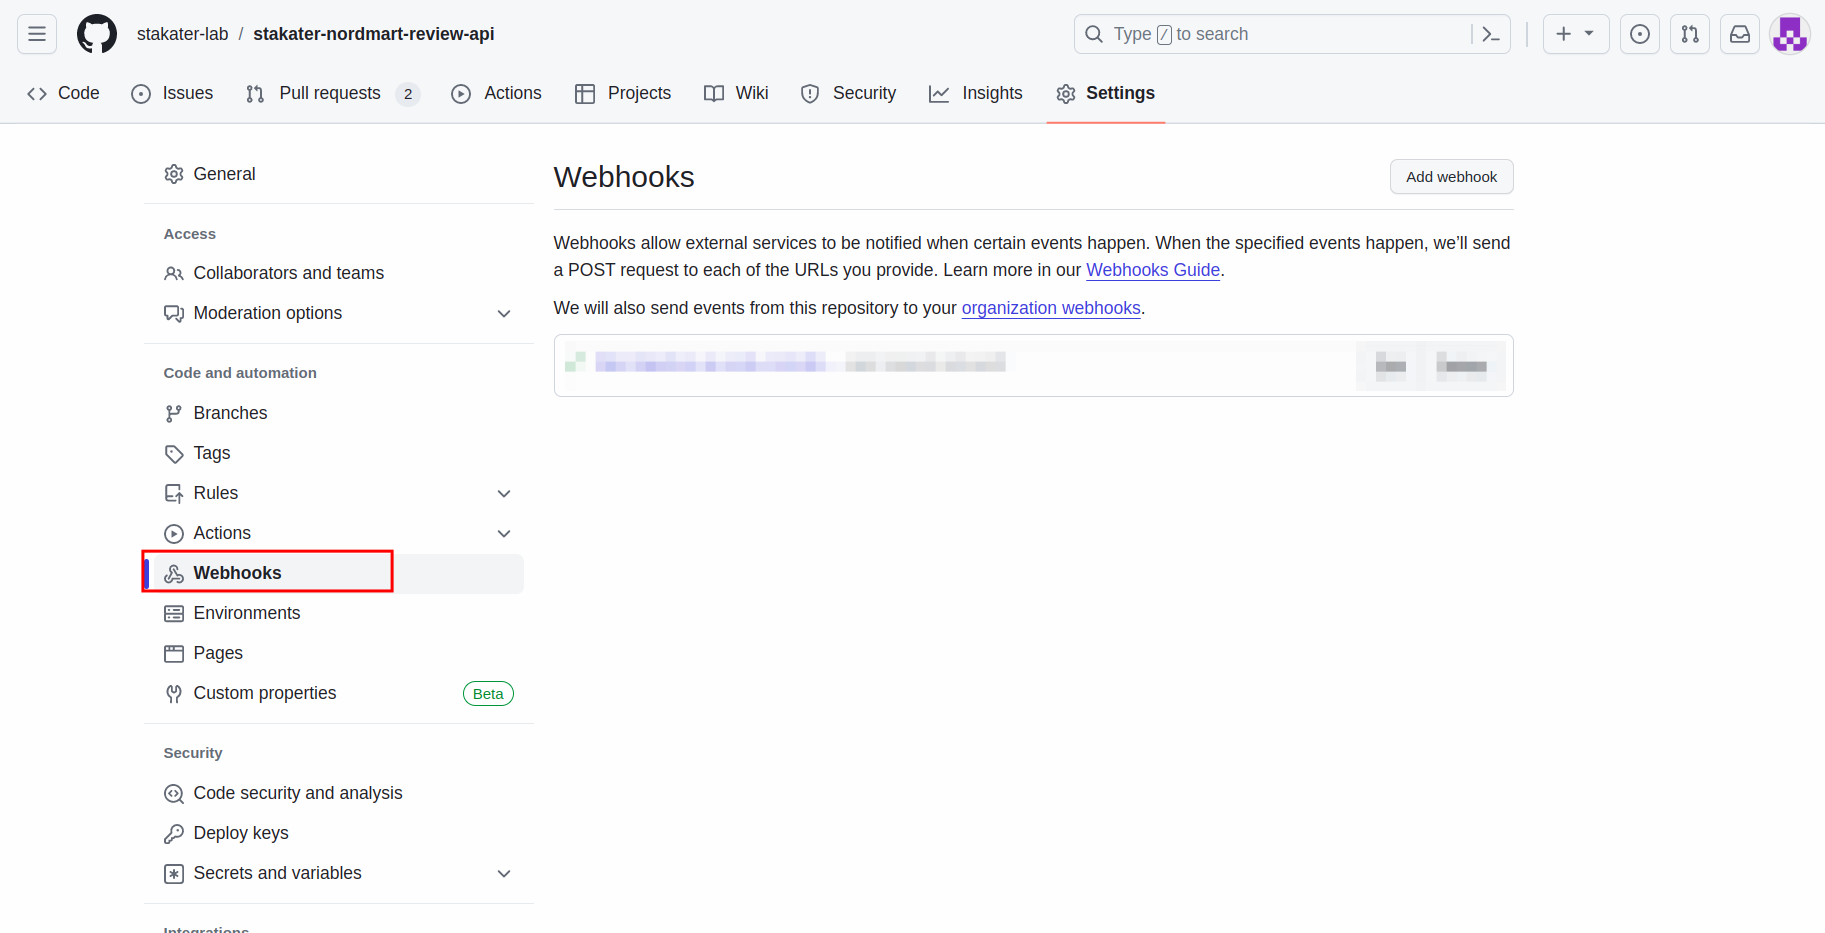 stakater-lab / stakater-nordmart-review-api
Type / to search
Code
Issues
Pull requests 2
Actions
Projects
Wiki
Security
Insights
Settings
General
Access
Collaborators and teams
Moderation options
Code and automation
Branches
Tags
Rules
Actions
Webhooks
Environments
Pages
Custom properties Beta
Security
Code security and analysis
Deploy keys
Secrets and variables
Integrations
Webhooks
Add webhook
Webhooks allow external services to be notified when certain events happen. When the specified events happen, we’ll send
a POST request to each of the URLs you provide. Learn more in our Webhooks Guide.
We will also send events from this repository to your organization webhooks.